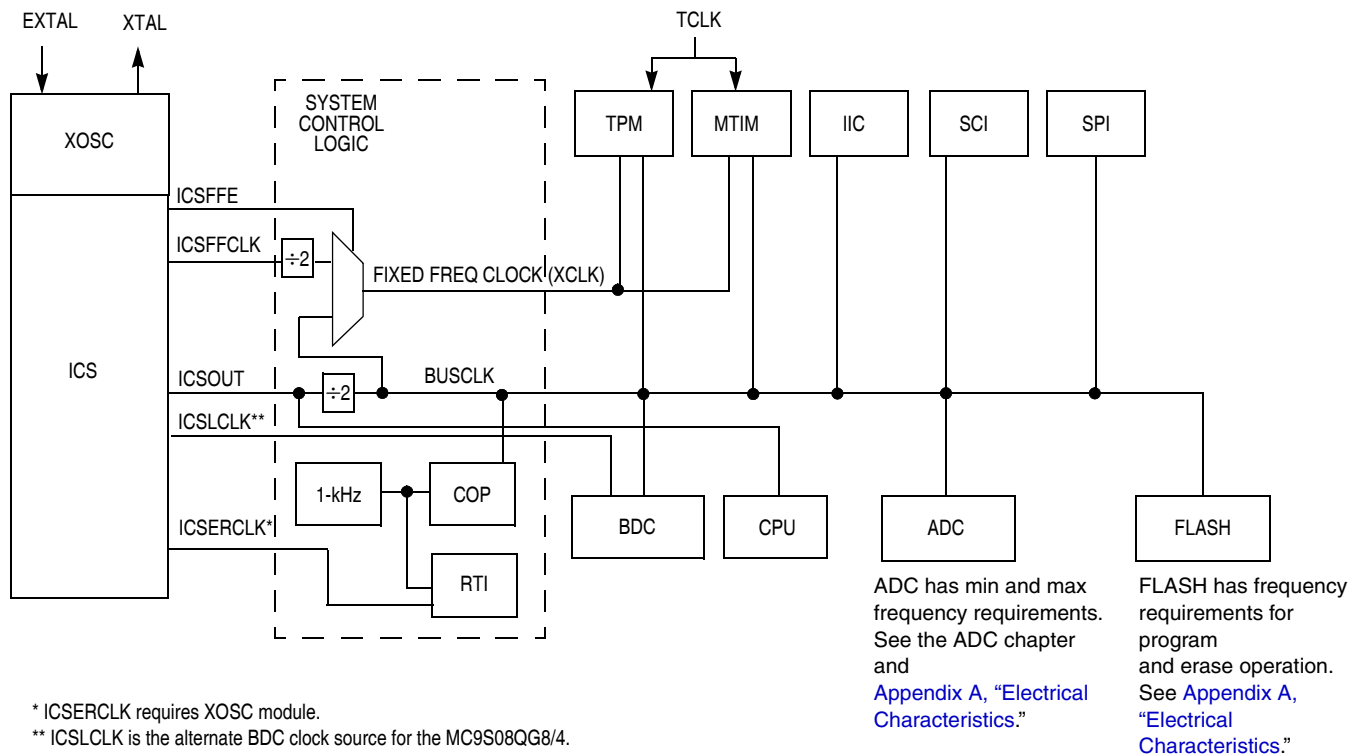 EXTAL
XTAL
TCLK
XOSC
SYSTEM
CONTROL
LOGIC
TPM
MTIM
IIC
SCI
SPI
ICSFFE
ICSFFCLK
÷2
FIXED FREQ CLOCK (XCLK)
ICS
ICSOUT
÷2
BUSCLK
ICSLCLK**
1-kHz
COP
BDC
CPU
ADC
FLASH
ICSERCLK*
RTI
ADC has min and max
frequency requirements.
See the ADC chapter
and
Appendix A, “Electrical
Characteristics.”
FLASH has frequency
requirements for
program
and erase operation.
See Appendix A,
“Electrical
Characteristics.”
* ICSERCLK requires XOSC module.
** ICSLCLK is the alternate BDC clock source for the MC9S08QG8/4.